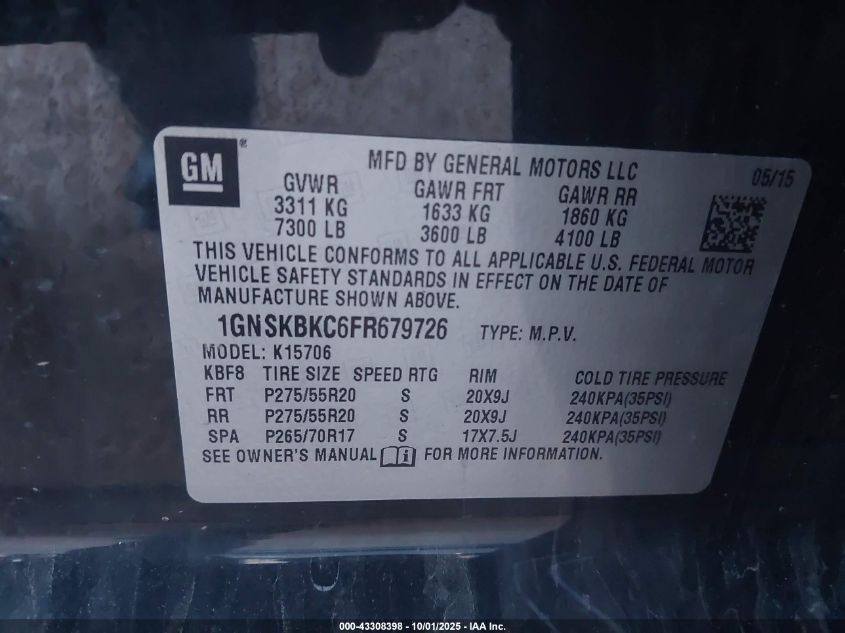 GM
MFD BY GENERAL MOTORS LLC
05/15
GVWR GAWR FRT GAWR RR
3311 KG 1633 KG 1860 KG
7300 LB 3600 LB 4100 LB
THIS VEHICLE CONFORMS TO ALL APPLICABLE U.S. FEDERAL MOTOR
VEHICLE SAFETY STANDARDS IN EFFECT ON THE DATE OF
MANUFACTURE SHOWN ABOVE.
1GNSKBKC6FR679726 TYPE: M.P.V.
MODEL: K15706
KBF8 TIRE SIZE SPEED RTG RIM COLD TIRE PRESSURE
FRT P275/55R20 S 20X9J 240KPA(35PSI)
RR P275/55R20 S 20X9J 240KPA(35PSI)
SPA P265/70R17 S 17X7.5J 240KPA(35PSI)
SEE OWNER'S MANUAL FOR MORE INFORMATION.
000-43308398 - 10/01/2025 - IAA Inc.